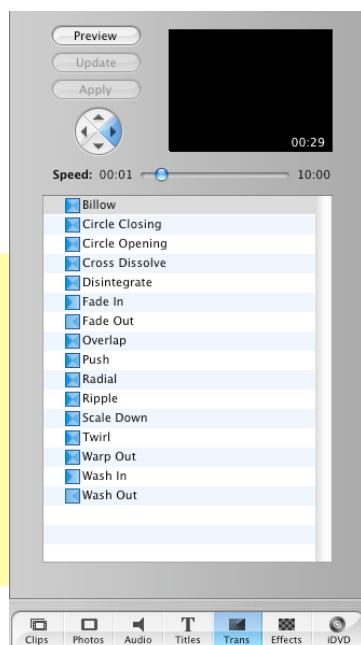 Preview
Update
Apply
00:29
Speed: 00:01 10:00
Billow
Circle Closing
Circle Opening
Cross Dissolve
Disintegrate
Fade In
Fade Out
Overlap
Push
Radial
Ripple
Scale Down
Twirl
Warp Out
Wash In
Wash Out
Clips Photos Audio Titles Trans Effects iDVD